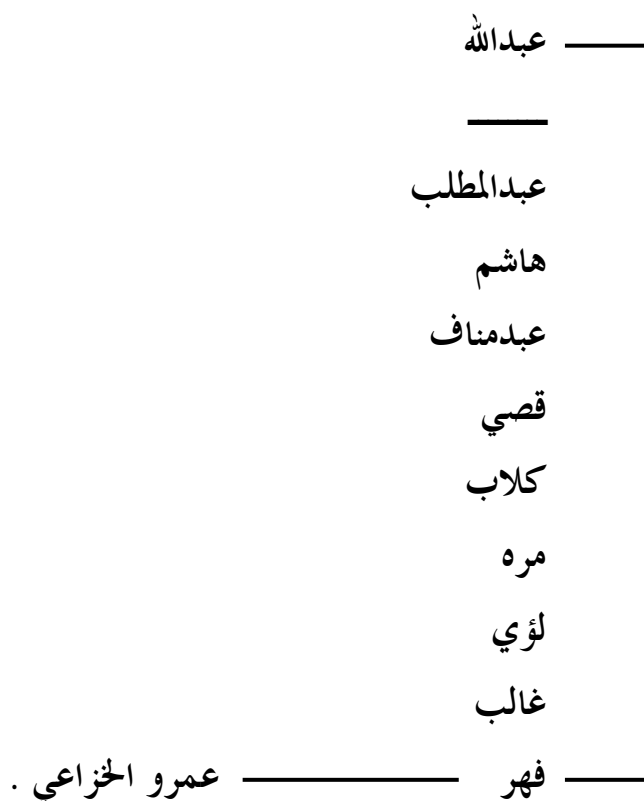 عبدالله
عبدالمطلب
هاشم
عبدمناف
قصي
كلاب
مره
لؤي
غالب
فهر عمرو الخزاعي .